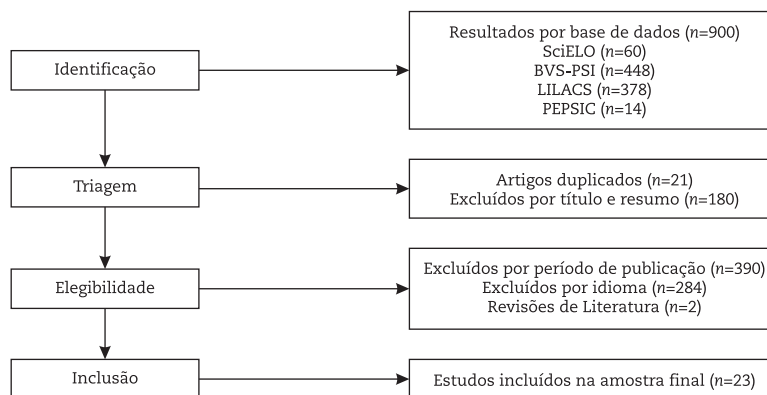 Identificação
Resultados por base de dados (n=900)
SciELO (n=60)
BVS-PSI (n=448)
LILACS (n=378)
PEPSIC (n=14)
Triagem
Artigos duplicados (n=21)
Excluídos por título e resumo (n=180)
Elegibilidade
Excluídos por período de publicação (n=390)
Excluídos por idioma (n=284)
Revisões de Literatura (n=2)
Inclusão
Estudos incluídos na amostra final (n=23)